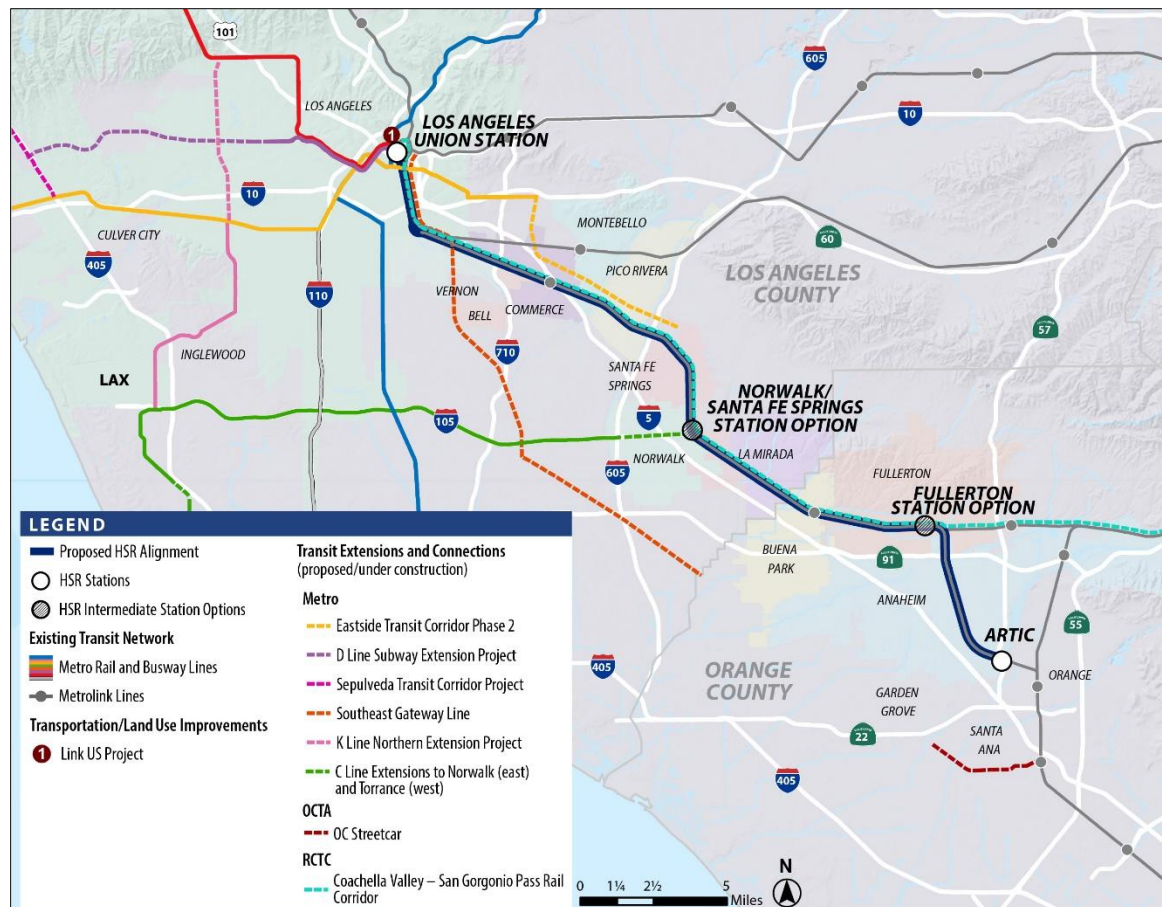 101
605
LOS ANGELES
1
LOS ANGELES
UNION STATION
10
10
MONTEBELLO
CULVER CITY
60
405
PICO RIVERA
LOS ANGELES
COUNTY
110
VERNON
COMMERCE
BELL
57
INGLEWOOD
710
SANTA FE
SPRINGS
LAX
NORWALK/
SANTA FE SPRINGS
STATION OPTION
105
5
NORWALK
LA MIRADA
605
FULLERTON
FULLERTON
STATION OPTION
BUENA
PARK
91
ANAHEIM
55
ARTIC
405
ORANGE
COUNTY
ORANGE
GARDEN
GROVE
22
SANTA
ANA
405
LEGEND
Proposed HSR Alignment
HSR Stations
HSR Intermediate Station Options
Existing Transit Network
Metro Rail and Busway Lines
Metrolink Lines
Transportation/Land Use Improvements
1 Link US Project
Transit Extensions and Connections
(proposed/under construction)
Metro
Eastside Transit Corridor Phase 2
D Line Subway Extension Project
Sepulveda Transit Corridor Project
Southeast Gateway Line
K Line Northern Extension Project
C Line Extensions to Norwalk (east)
and Torrance (west)
OCTA
OC Streetcar
RCTC
Coachella Valley – San Gorgonio Pass Rail
Corridor
N
0 1¼ 2½ 5
Miles